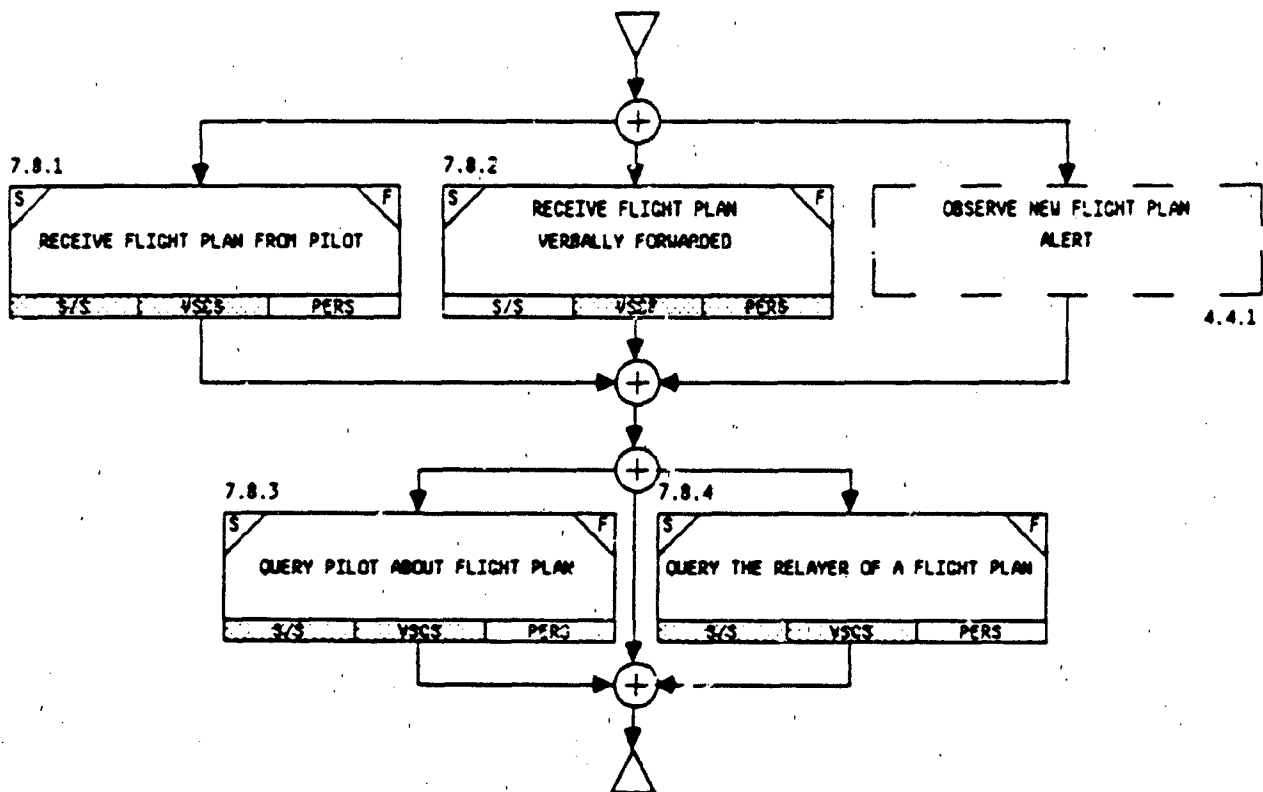 +
7.8.1
7.8.2
S F
RECEIVE FLIGHT PLAN FROM PILOT
S/S VSCS PERS
S F
RECEIVE FLIGHT PLAN
VERBALLY FORWARDED
S/S VSCS PERS
OBSERVE NEW FLIGHT PLAN
ALERT
4.4.1
+
+
7.8.3
7.8.4
S F
QUERY PILOT ABOUT FLIGHT PLAN
S/S VSCS PERS
S F
QUERY THE RELAYER OF A FLIGHT PLAN
S/S VSCS PERS
+